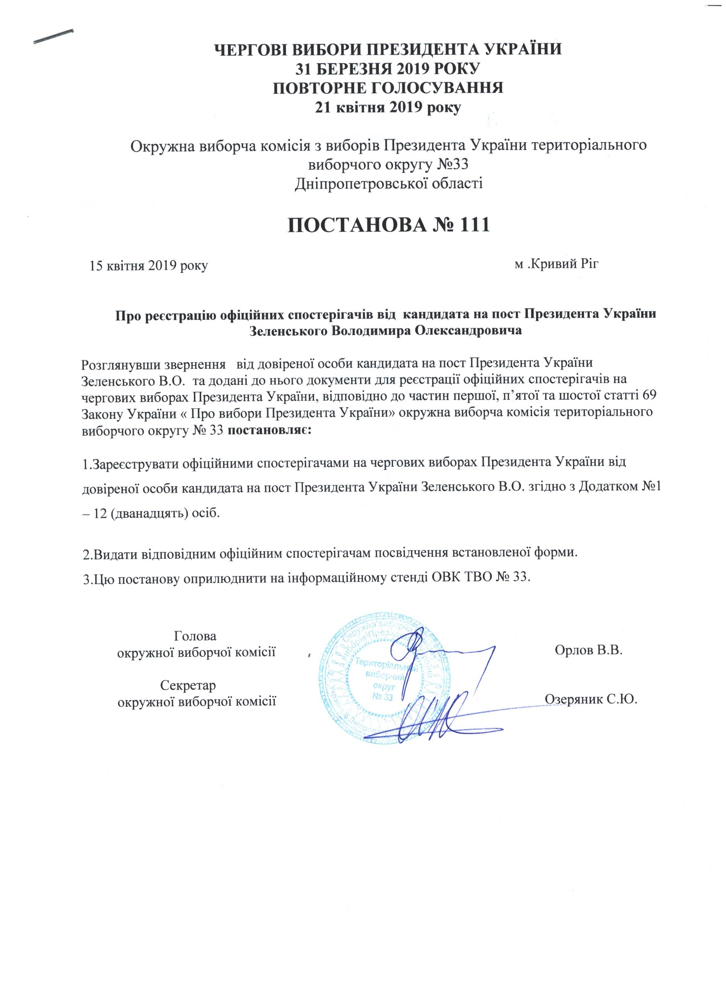 ЧЕРГОВІ ВИБОРИ ПРЕЗИДЕНТА УКРАЇНИ
31 БЕРЕЗНЯ 2019 РОКУ
ПОВТОРНЕ ГОЛОСУВАННЯ
21 квітня 2019 року
Окружна виборча комісія з виборів Президента України територіального
виборчого округу №33
Дніпропетровської області
ПОСТАНОВА № 111
15 квітня 2019 року м .Кривий Ріг
Про реєстрацію офіційних спостерігачів від кандидата на пост Президента України
Зеленського Володимира Олександровича
Розглянувши звернення від довіреної особи кандидата на пост Президента України
Зеленського В.О. та додані до нього документи для реєстрації офіційних спостерігачів на
чергових виборах Президента України, відповідно до частин першої, п’ятої та шостої статті 69
Закону України « Про вибори Президента України» окружна виборча комісія територіального
виборчого округу № 33 постановляє:
1.Зареєструвати офіційними спостерігачами на чергових виборах Президента України від
довіреної особи кандидата на пост Президента України Зеленського В.О. згідно з Додатком №1
– 12 (дванадцять) осіб.
2.Видати відповідним офіційним спостерігачам посвідчення встановленої форми.
3.Цю постанову оприлюднити на інформаційному стенді ОВК ТВО № 33.
Голова
окружної виборчої комісії Орлов В.В.
Секретар
окружної виборчої комісії Озеряник С.Ю.
Окружна виборча
з виборів Президента України
Територіальний
виборчий
округ
№ 33